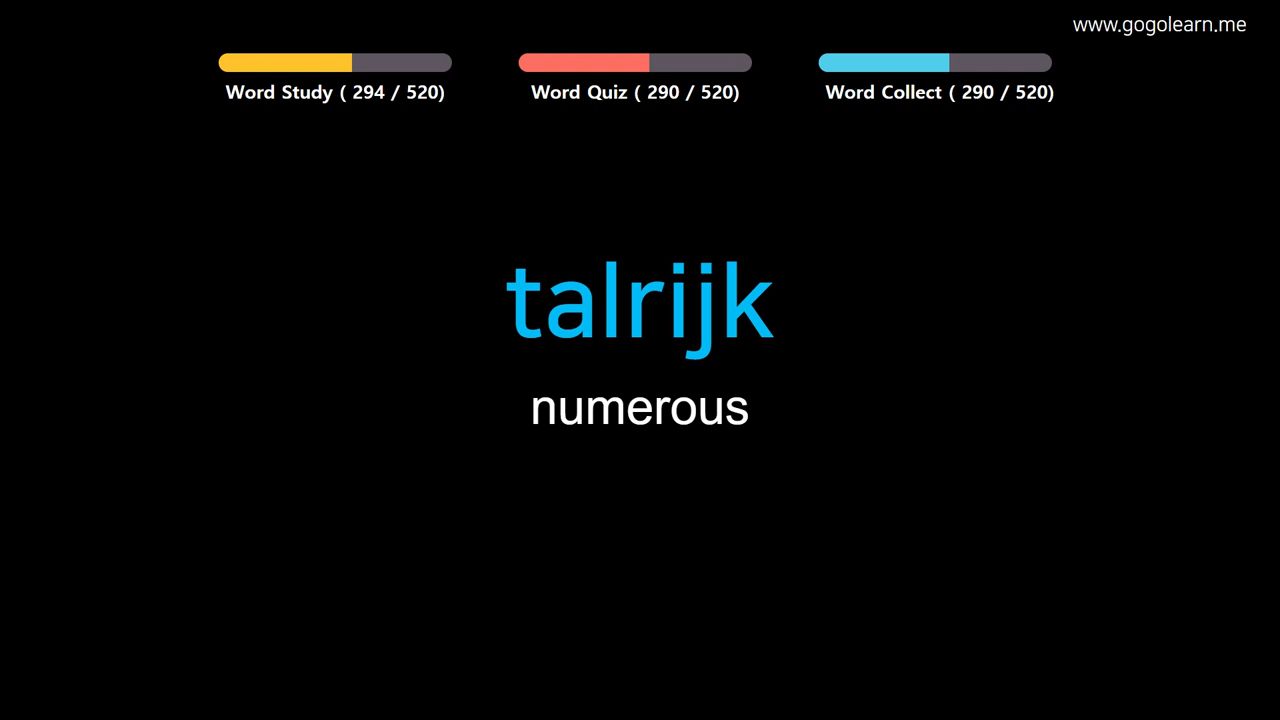 www.gogolearn.me
Word Study ( 294 / 520)
Word Quiz ( 290 / 520)
Word Collect ( 290 / 520)
talrijk
numerous